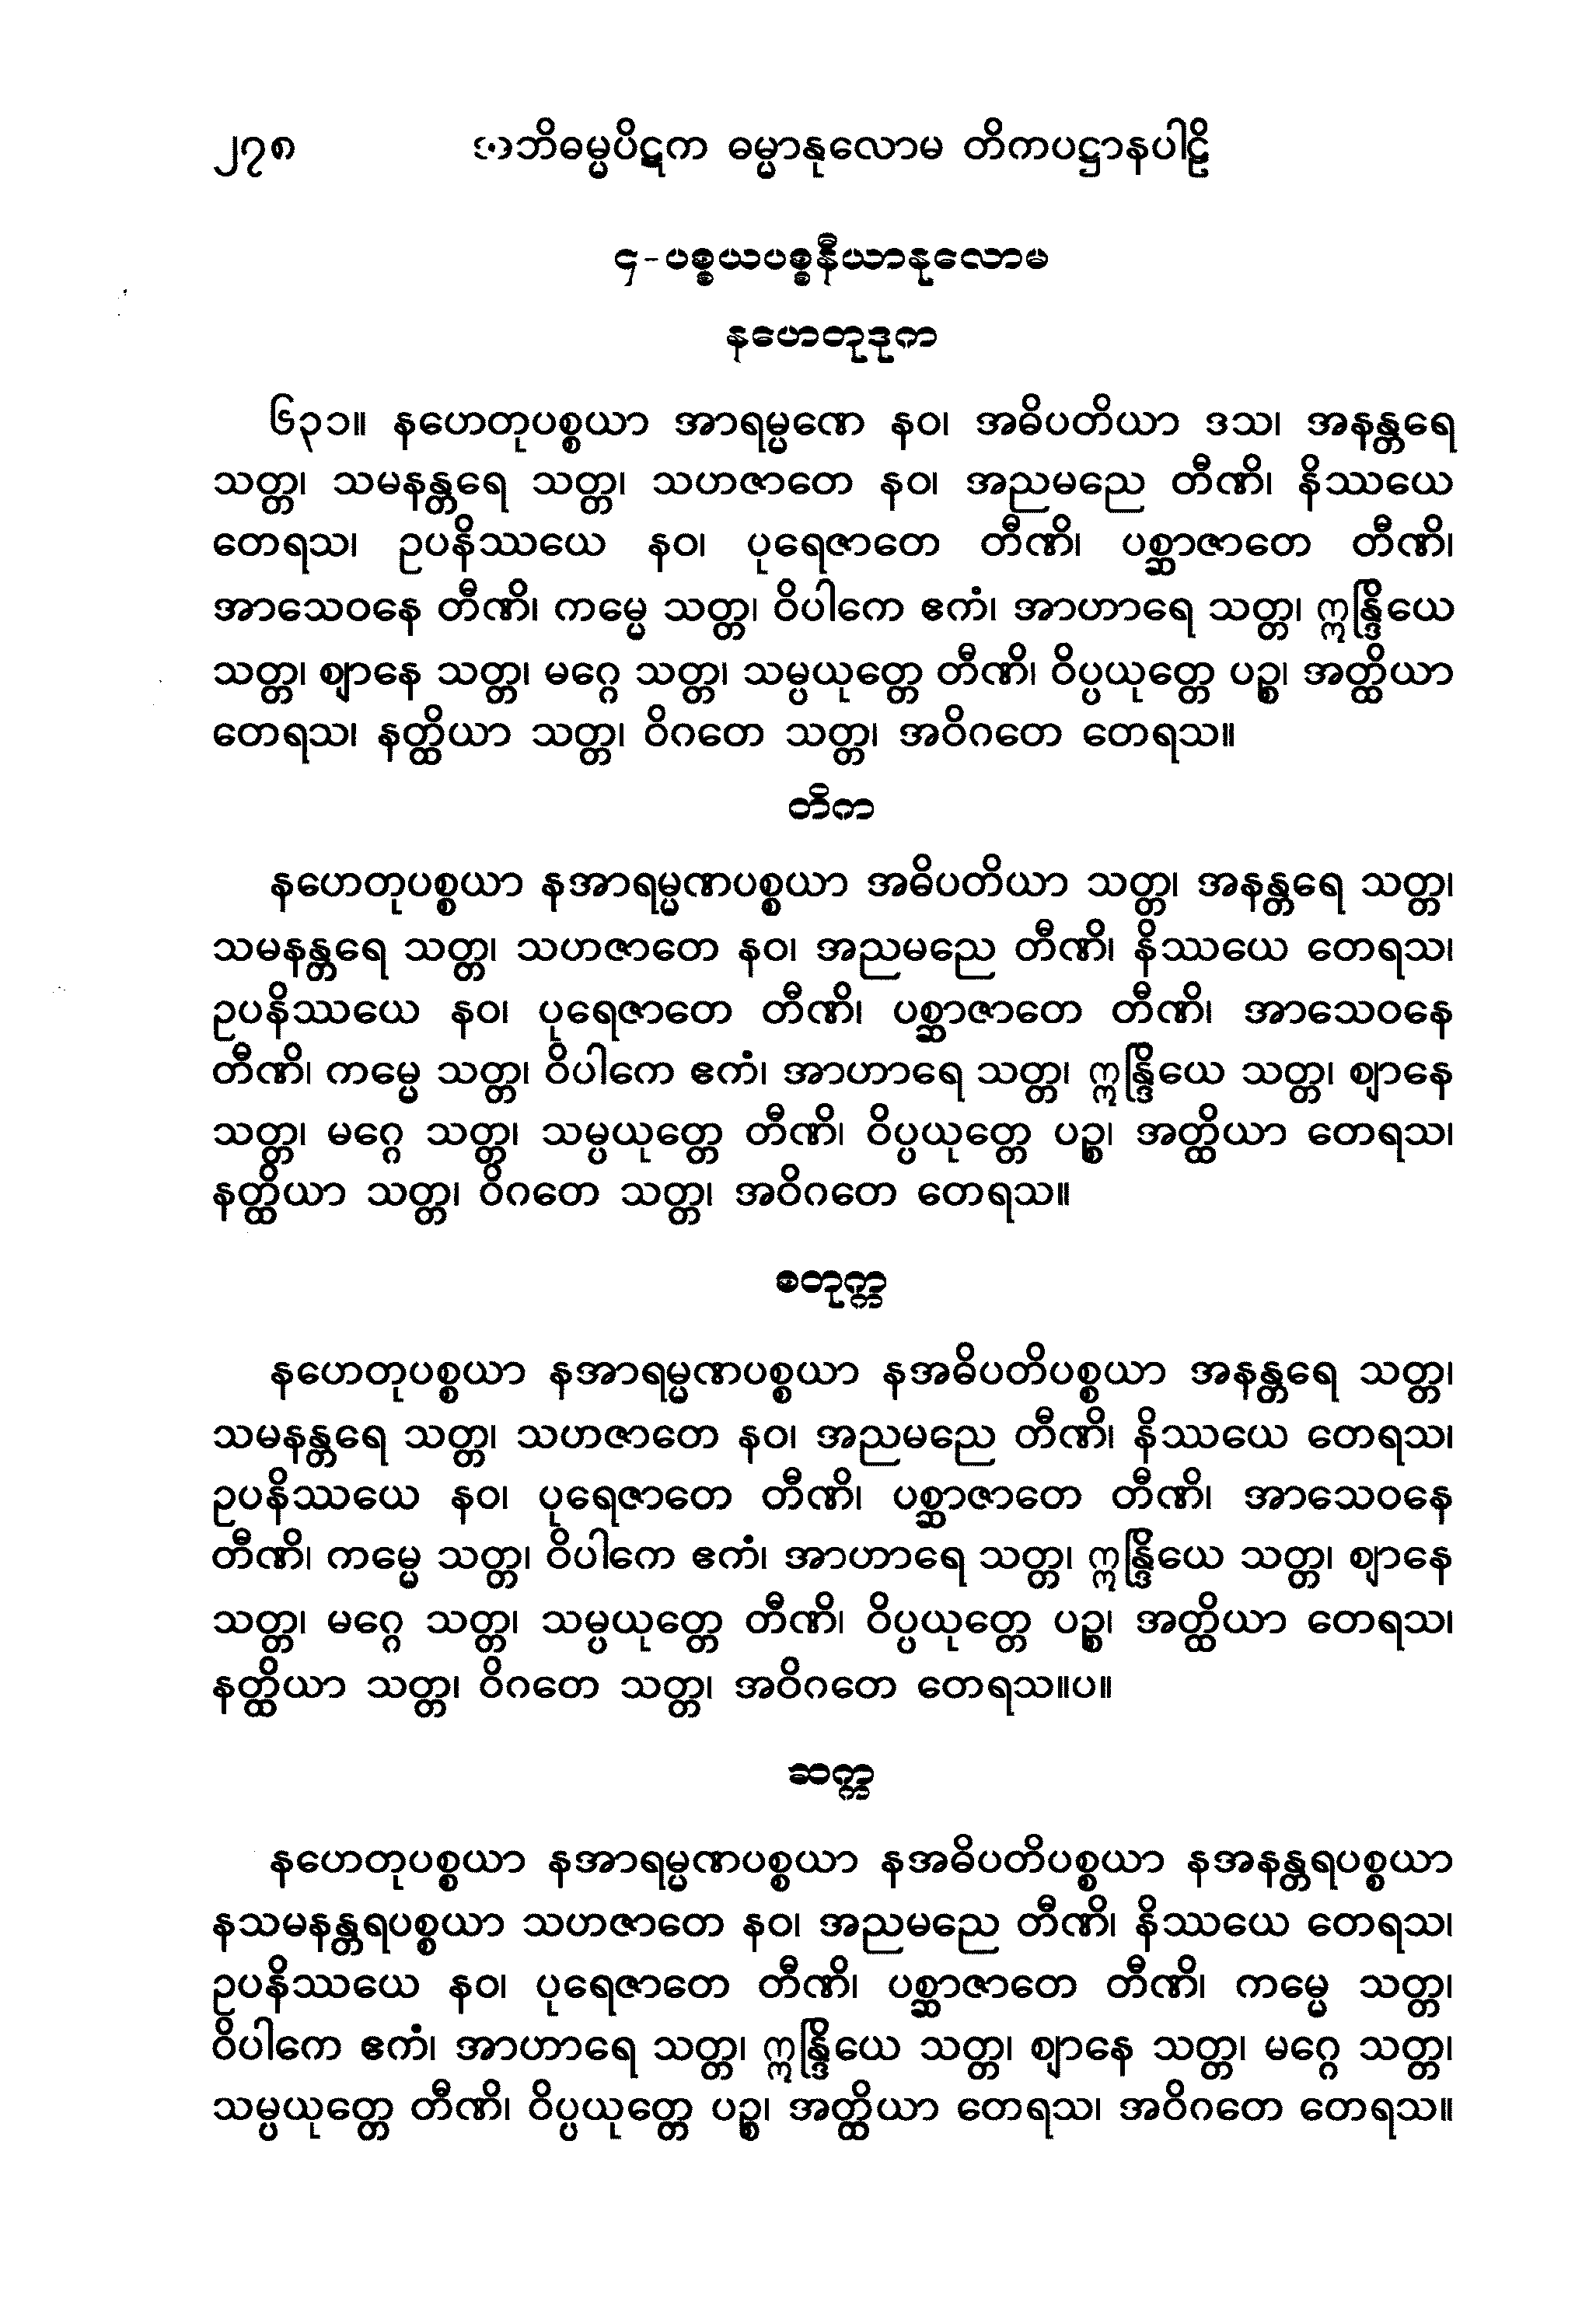 ၂၇၈ အဘိဓမ္မပိဋက ဓမ္မာနုလောမ တိကပဋ္ဌာနပါဠိ
၄-ပစ္စယပစ္စနီယာနုလောမ
နဟေတုဒုက
၆၃၁။ နဟေတုပစ္စယာ အာရမ္မဏေ နဝ၊ အဓိပတိယာ ဒသ၊ အနန္တရေ
သတ္တ၊ သမနန္တရေ သတ္တ၊ သဟဇာတေ နဝ၊ အညမညေ တီဏိ၊ နိဿယေ
တေရသ၊ ဥပနိဿယေ နဝ၊ ပုရေဇာတေ တီဏိ၊ ပစ္ဆာဇာတေ တီဏိ၊
အာသေဝနေ တီဏိ၊ ကမ္မေ သတ္တ၊ ဝိပါကေ ဧကံ၊ အာဟာရေ သတ္တ၊ ဣန္ဒြိယေ
သတ္တ၊ ဈာနေ သတ္တ၊ မဂ္ဂေ သတ္တ၊ သမ္ပယုတ္တေ တီဏိ၊ ဝိပ္ပယုတ္တေ ပဉ္စ၊ အတ္ထိယာ
တေရသ၊ နတ္ထိယာ သတ္တ၊ ဝိဂတေ သတ္တ၊ အဝိဂတေ တေရသ။
တိက
နဟေတုပစ္စယာ နအာရမ္မဏပစ္စယာ အဓိပတိယာ သတ္တ၊ အနန္တရေ သတ္တ၊
သမနန္တရေ သတ္တ၊ သဟဇာတေ နဝ၊ အညမညေ တီဏိ၊ နိဿယေ တေရသ၊
ဥပနိဿယေ နဝ၊ ပုရေဇာတေ တီဏိ၊ ပစ္ဆာဇာတေ တီဏိ၊ အာသေဝနေ
တီဏိ၊ ကမ္မေ သတ္တ၊ ဝိပါကေ ဧကံ၊ အာဟာရေ သတ္တ၊ ဣန္ဒြိယေ သတ္တ၊ ဈာနေ
သတ္တ၊ မဂ္ဂေ သတ္တ၊ သမ္ပယုတ္တေ တီဏိ၊ ဝိပ္ပယုတ္တေ ပဉ္စ၊ အတ္ထိယာ တေရသ၊
နတ္ထိယာ သတ္တ၊ ဝိဂတေ သတ္တ၊ အဝိဂတေ တေရသ။
စတုက္က
နဟေတုပစ္စယာ နအာရမ္မဏပစ္စယာ နအဓိပတိပစ္စယာ အနန္တရေ သတ္တ၊
သမနန္တရေ သတ္တ၊ သဟဇာတေ နဝ၊ အညမညေ တီဏိ၊ နိဿယေ တေရသ၊
ဥပနိဿယေ နဝ၊ ပုရေဇာတေ တီဏိ၊ ပစ္ဆာဇာတေ တီဏိ၊ အာသေဝနေ
တီဏိ၊ ကမ္မေ သတ္တ၊ ဝိပါကေ ဧကံ၊ အာဟာရေ သတ္တ၊ ဣန္ဒြိယေ သတ္တ၊ ဈာနေ
သတ္တ၊ မဂ္ဂေ သတ္တ၊ သမ္ပယုတ္တေ တီဏိ၊ ဝိပ္ပယုတ္တေ ပဉ္စ၊ အတ္ထိယာ တေရသ၊
နတ္ထိယာ သတ္တ၊ ဝိဂတေ သတ္တ၊ အဝိဂတေ တေရသ။ပ။
ဆက္က
နဟေတုပစ္စယာ နအာရမ္မဏပစ္စယာ နအဓိပတိပစ္စယာ နအနန္တရပစ္စယာ
နသမနန္တရပစ္စယာ သဟဇာတေ နဝ၊ အညမညေ တီဏိ၊ နိဿယေ တေရသ၊
ဥပနိဿယေ နဝ၊ ပုရေဇာတေ တီဏိ၊ ပစ္ဆာဇာတေ တီဏိ၊ ကမ္မေ သတ္တ၊
ဝိပါကေ ဧကံ၊ အာဟာရေ သတ္တ၊ ဣန္ဒြိယေ သတ္တ၊ ဈာနေ သတ္တ၊ မဂ္ဂေ သတ္တ၊
သမ္ပယုတ္တေ တီဏိ၊ ဝိပ္ပယုတ္တေ ပဉ္စ၊ အတ္ထိယာ တေရသ၊ အဝိဂတေ တေရသ။